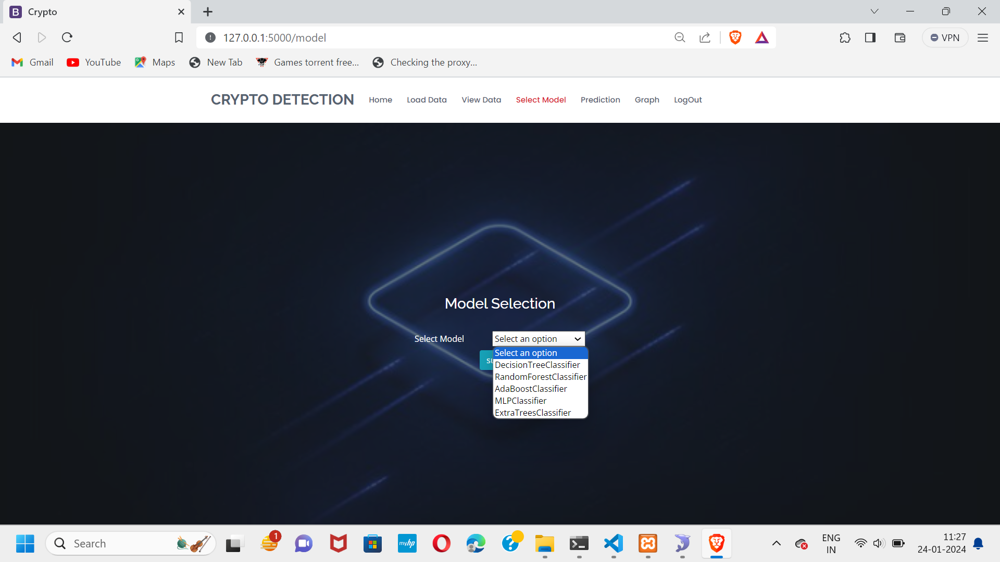 Crypto
127.0.0.1:5000/model
VPN
Gmail YouTube Maps New Tab Games torrent free... Checking the proxy...
CRYPTO DETECTION Home Load Data View Data Select Model Prediction Graph LogOut
Model Selection
Select Model Select an option
Select an option
DecisionTreeClassifier
RandomForestClassifier
AdaBoostClassifier
MLPClassifier
ExtraTreesClassifier
Search
1
myhp
ENG
IN
11:27
24-01-2024